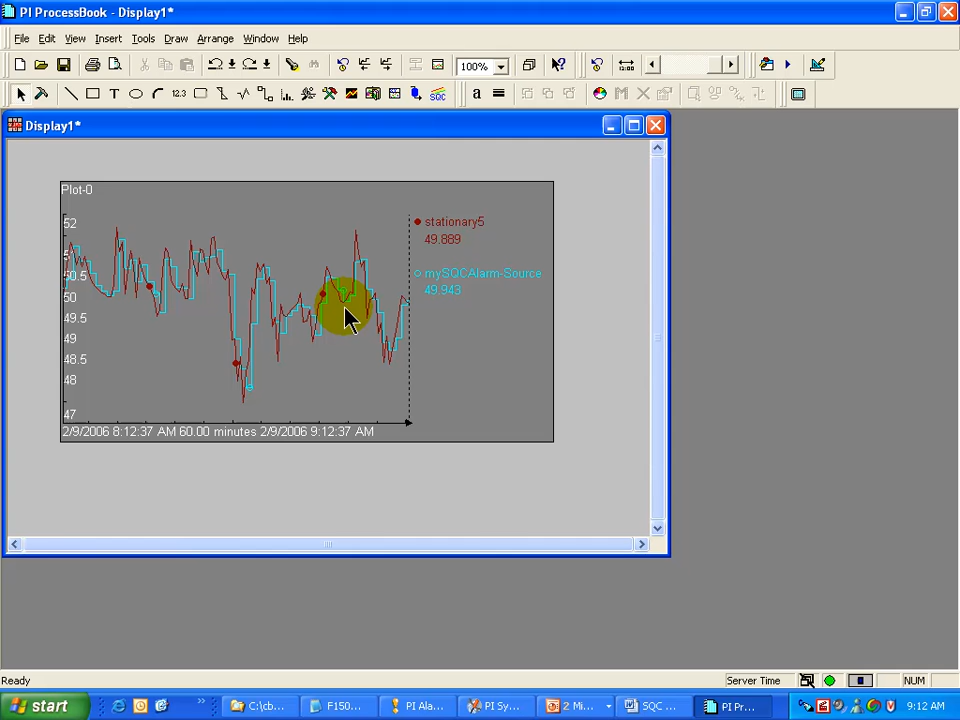 PI ProcessBook - Display1*
File Edit View Insert Tools Draw Arrange Window Help
100%
12.3
SQC
a
Display1*
Plot-0
52
50.5
50
49.5
49
48.5
48
47
stationary5
49.889
mySQCAlarm-Source
49.943
2/9/2006 8:12:37 AM 60.00 minutes 2/9/2006 9:12:37 AM
Ready
Server Time
NUM
start
C:\cb...
F150...
PI Ala...
PI Sy...
2 Mi...
SQC ...
PI Pr...
9:12 AM